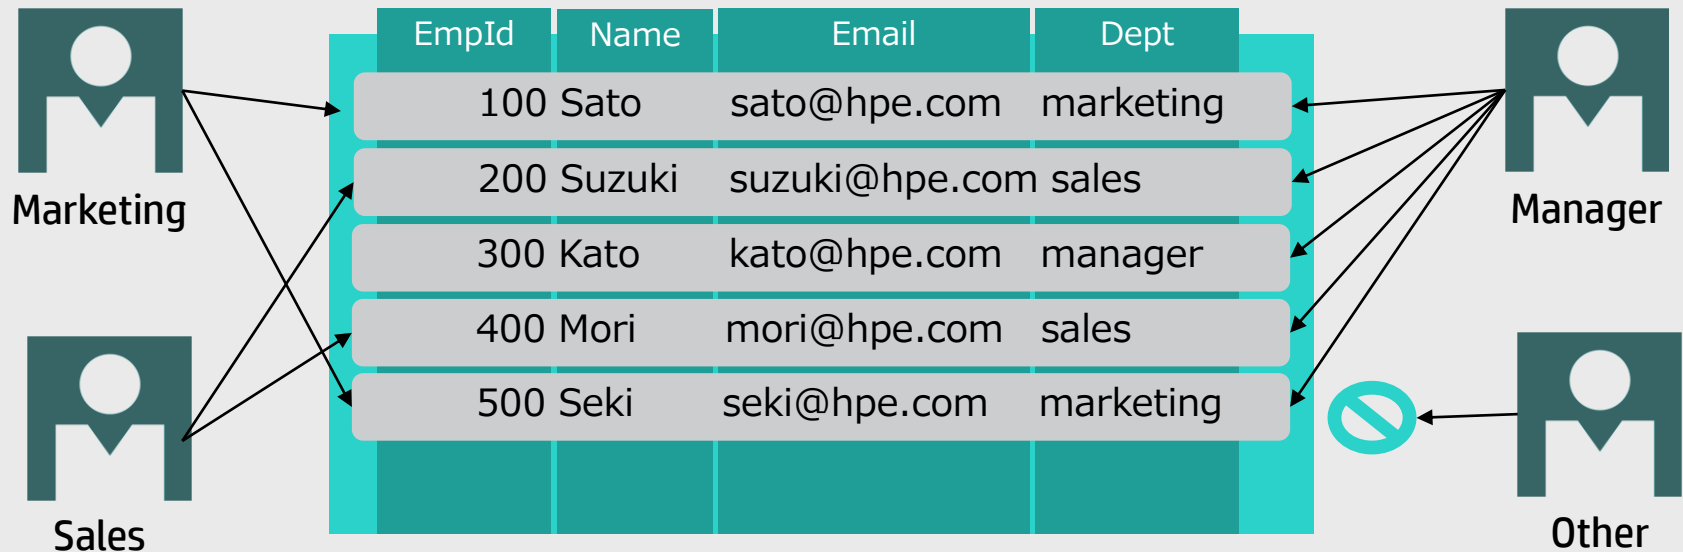 EmpId Name Email Dept
100 Sato sato@hpe.com marketing
200 Suzuki suzuki@hpe.com sales
300 Kato kato@hpe.com manager
400 Mori mori@hpe.com sales
500 Seki seki@hpe.com marketing
Marketing
Sales
Manager
Other